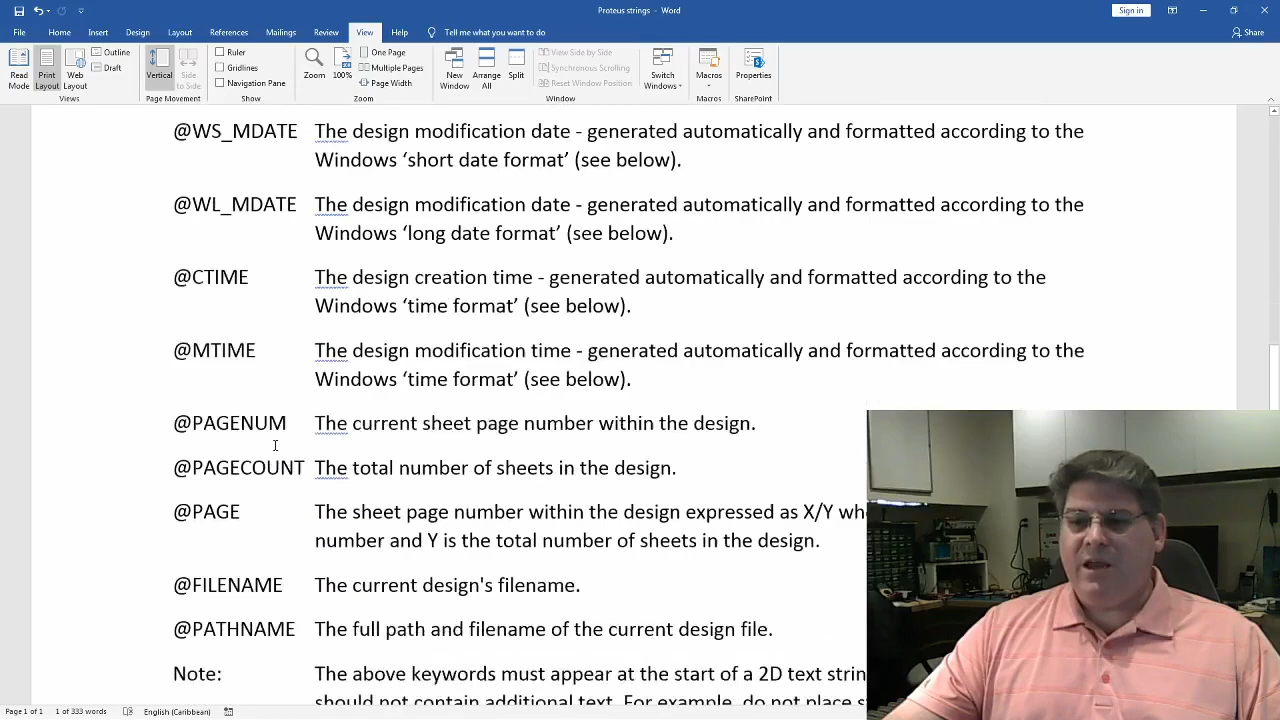 Proteus strings - Word
Sign in
File Home Insert Design Layout References Mailings Review View Help Tell me what you want to do Share
Read Mode
Print Layout
Web Layout
Outline
Draft
Views
Vertical
Side to Side
Page Movement
Ruler
Gridlines
Navigation Pane
Show
Zoom
100%
One Page
Multiple Pages
Page Width
Zoom
New Window
Arrange All
Split
View Side by Side
Synchronous Scrolling
Reset Window Position
Window
Switch Windows
Macros
Macros
Properties
SharePoint
@WS_MDATE The design modification date - generated automatically and formatted according to the
Windows ‘short date format’ (see below).
@WL_MDATE The design modification date - generated automatically and formatted according to the
Windows ‘long date format’ (see below).
@CTIME The design creation time - generated automatically and formatted according to the
Windows ‘time format’ (see below).
@MTIME The design modification time - generated automatically and formatted according to the
Windows ‘time format’ (see below).
@PAGENUM The current sheet page number within the design.
@PAGECOUNT The total number of sheets in the design.
@PAGE The sheet page number within the design expressed as X/Y
number and Y is the total number of sheets in the design.
@FILENAME The current design's filename.
@PATHNAME The full path and filename of the current design file.
Note: The above keywords must appear at the start of a 2D text
should not contain additional text. For example, do not place
Page 1 of 1 1 of 333 words English (Caribbean)